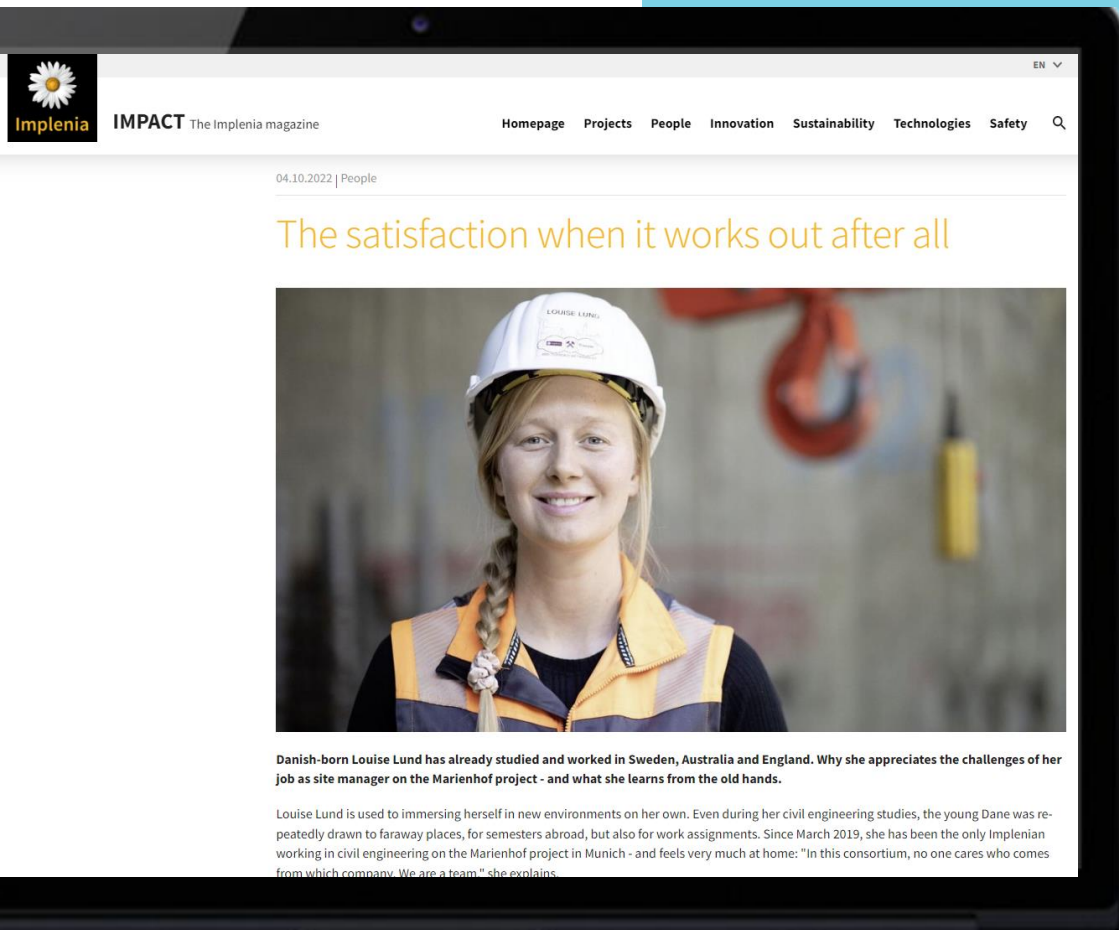 EN
Implenia
IMPACT The Implenia magazine
Homepage Projects People Innovation Sustainability Technologies Safety
04.10.2022 | People
The satisfaction when it works out after all
LOUISE LUND
Danish-born Louise Lund has already studied and worked in Sweden, Australia and England. Why she appreciates the challenges of her
job as site manager on the Marienhof project - and what she learns from the old hands.
Louise Lund is used to immersing herself in new environments on her own. Even during her civil engineering studies, the young Dane was re-
peatedly drawn to faraway places, for semesters abroad, but also for work assignments. Since March 2019, she has been the only Implenian
working in civil engineering on the Marienhof project in Munich - and feels very much at home: "In this consortium, no one cares who comes
from which company. We are a team." she explains.